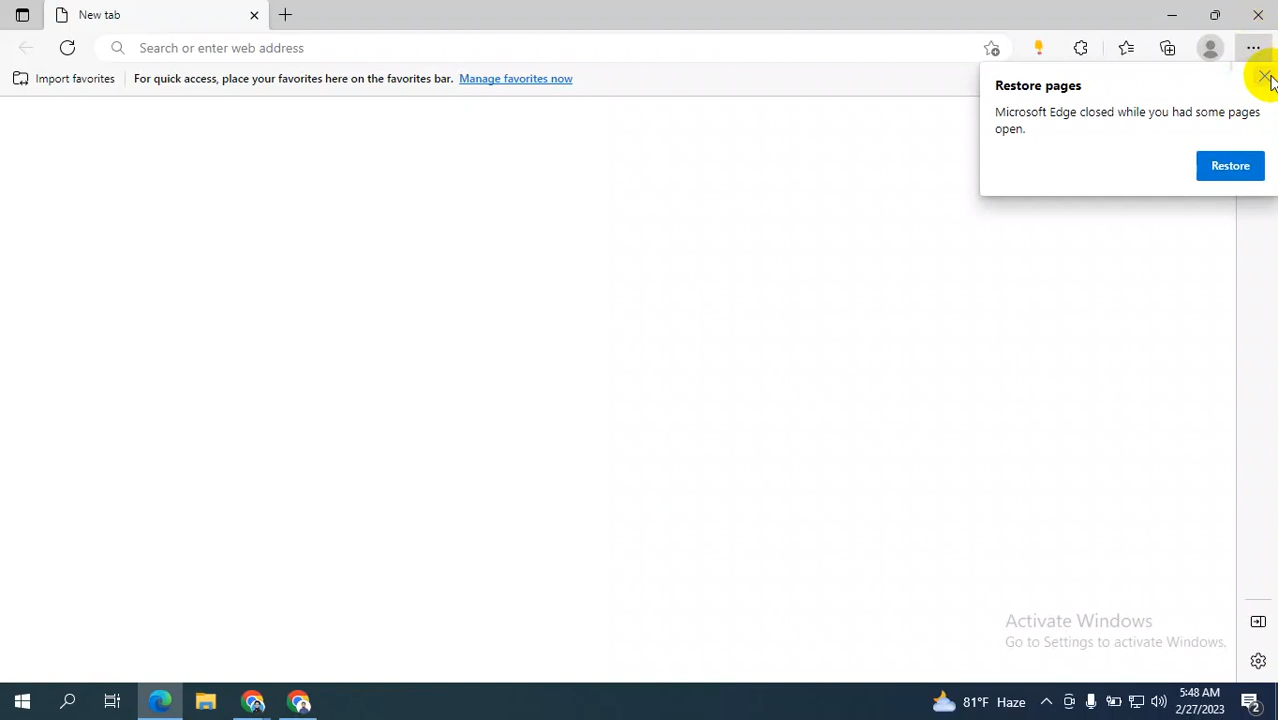 New tab
Search or enter web address
Import favorites
For quick access, place your favorites here on the favorites bar. Manage favorites now
Restore pages
Microsoft Edge closed while you had some pages
open.
Restore
Activate Windows
Go to Settings to activate Windows.
81°F Haze
5:48 AM
2/27/2023
2